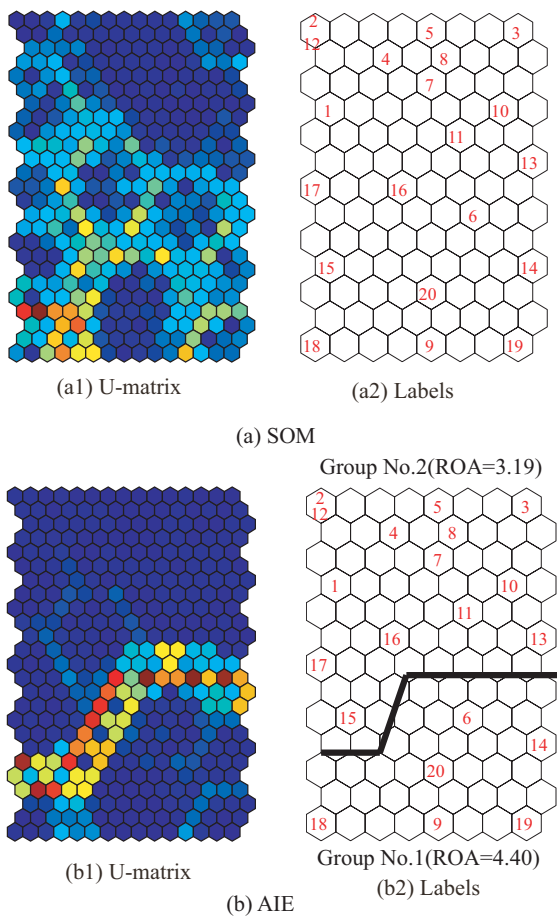 2 5 3
12
4 8
7
1 10
11
13
17 16
6
15 14
20
18 9 19
(a1) U-matrix (a2) Labels
(a) SOM
Group No.2(ROA=3.19)
2 5 3
12
4 8
7
1 10
11
16 13
17
15 6
14
20
18 9 19
Group No.1(ROA=4.40)
(b1) U-matrix (b2) Labels
(b) AIE